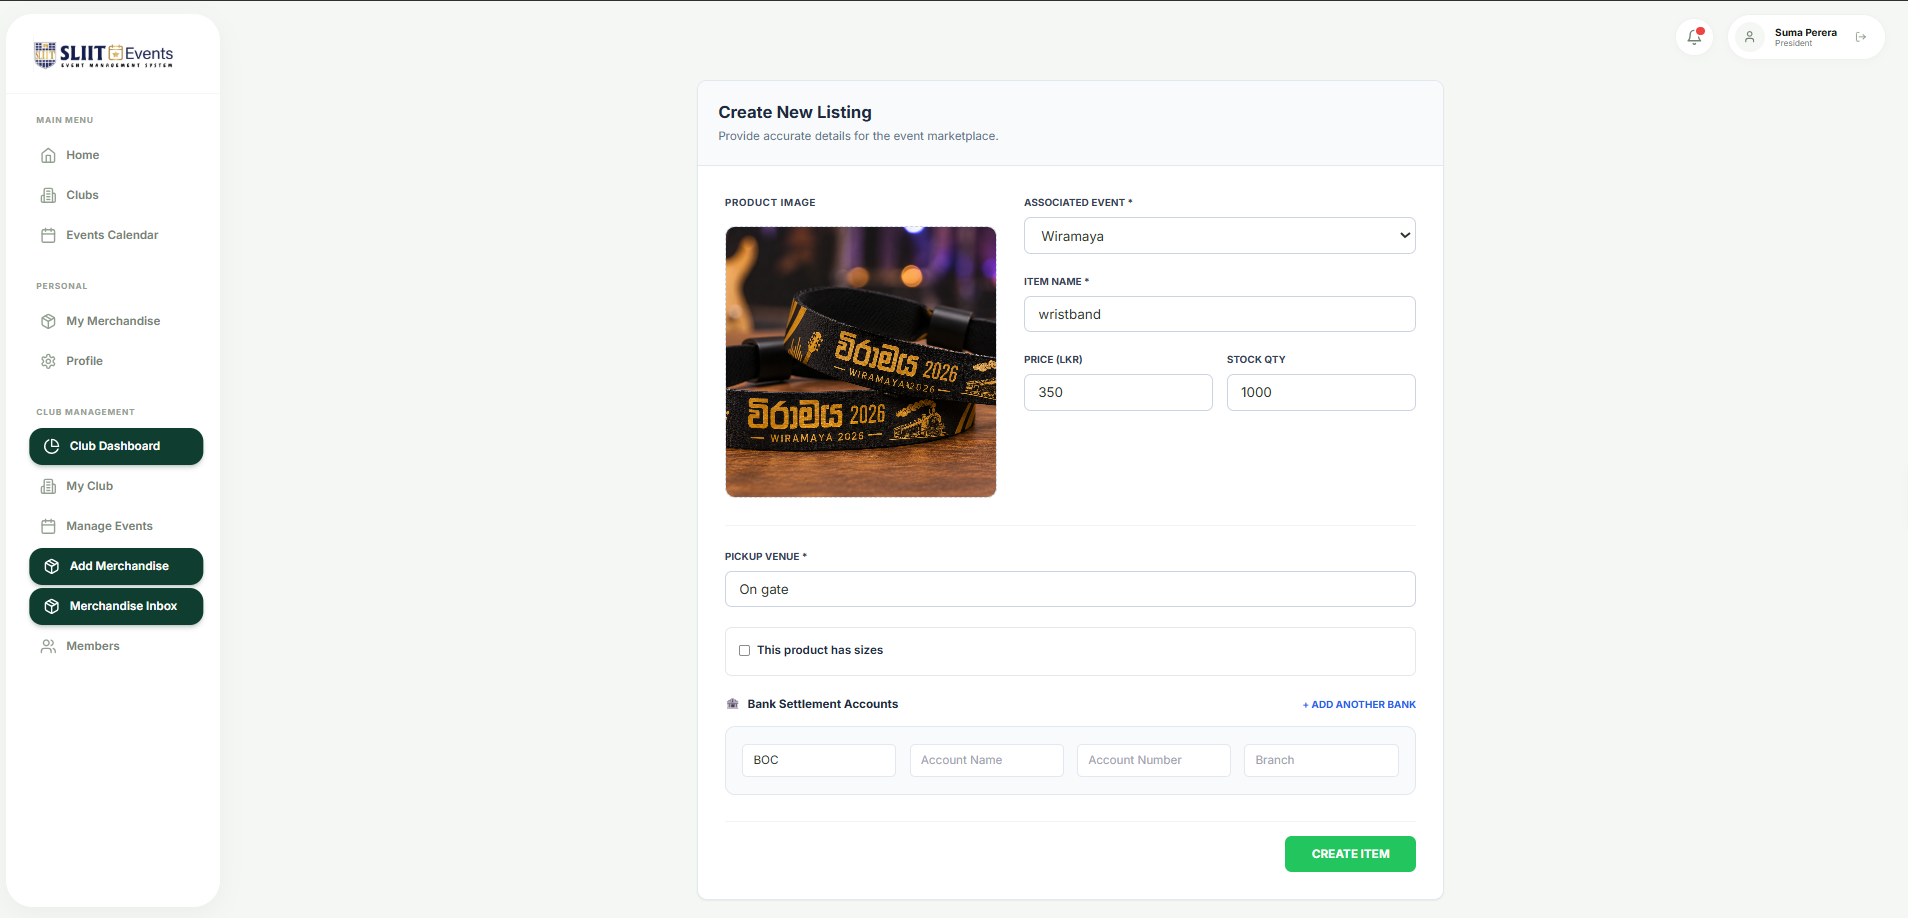 SLIIT Events
EVENT MANAGEMENT SYSTEM
Suma Perera
President
MAIN MENU
Home
Clubs
Events Calendar
PERSONAL
My Merchandise
Profile
CLUB MANAGEMENT
Club Dashboard
My Club
Manage Events
Add Merchandise
Merchandise Inbox
Members
Create New Listing
Provide accurate details for the event marketplace.
PRODUCT IMAGE
විරාමය 2026
WIRAMAYA 2026
විරාමය 2026
WIRAMAYA 2026
ASSOCIATED EVENT *
Wiramaya
ITEM NAME *
wristband
PRICE (LKR) STOCK QTY
350 1000
PICKUP VENUE *
On gate
This product has sizes
Bank Settlement Accounts + ADD ANOTHER BANK
BOC Account Name Account Number Branch
CREATE ITEM